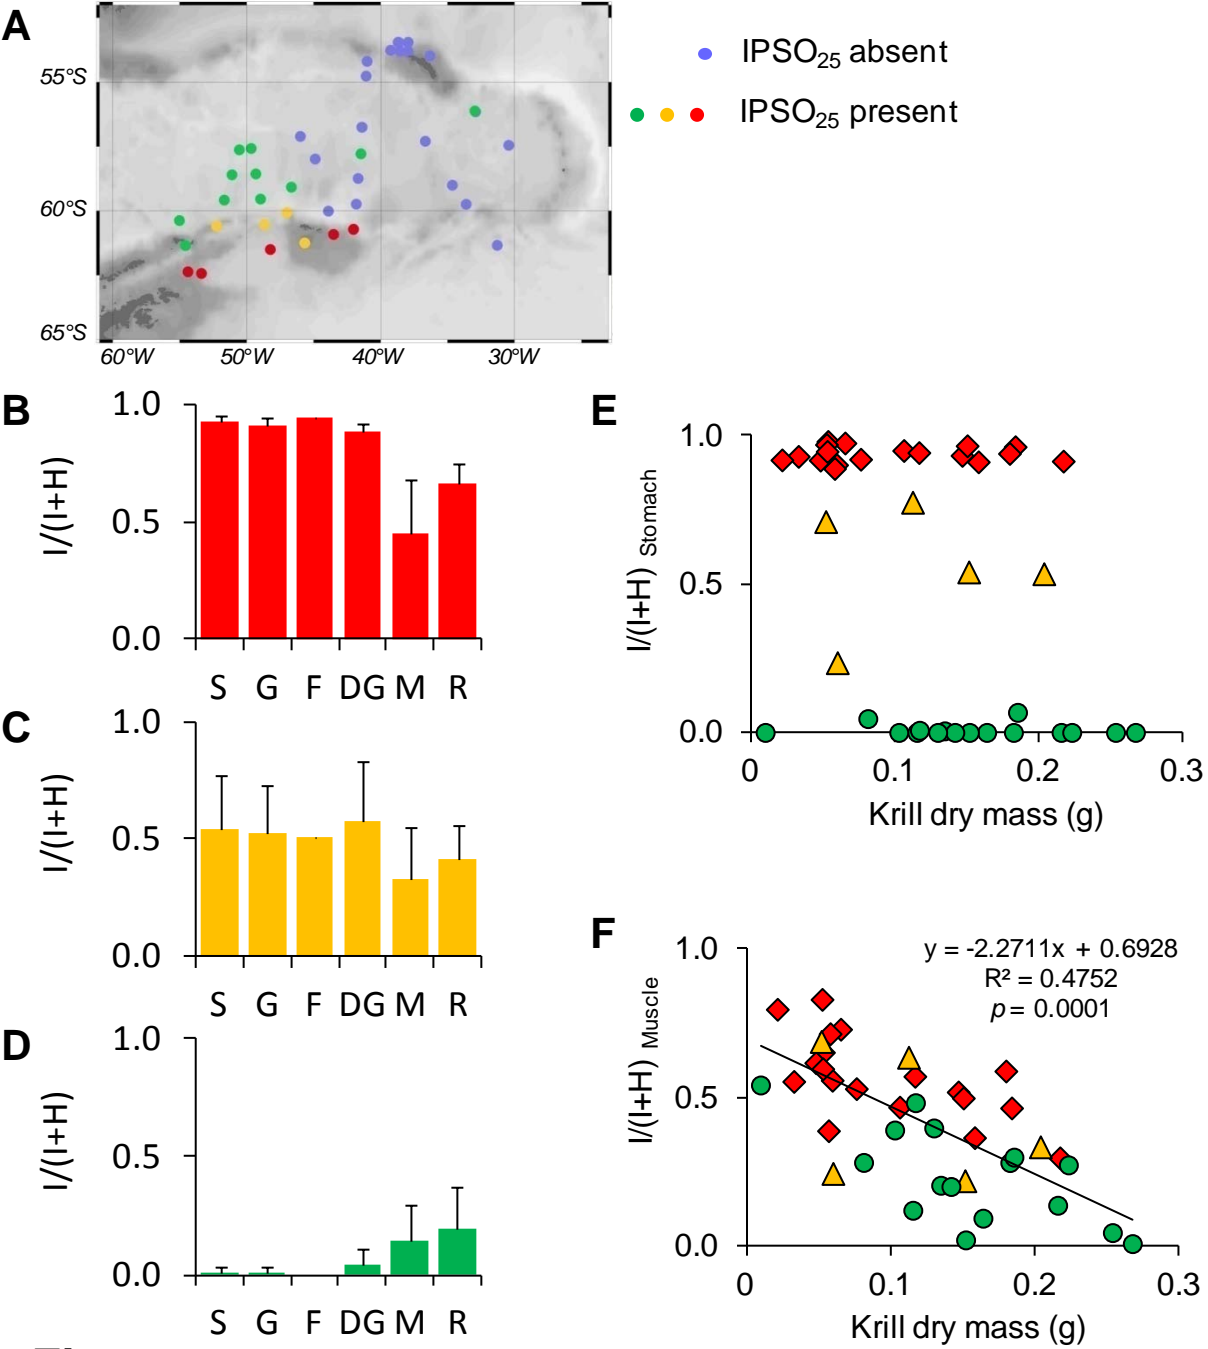 A
IPSO25 absent
IPSO25 present
55°S
60°S
65°S
60°W 50°W 40°W 30°W
B
I/(I+H)
1.0
0.5
0.0
S G F DG M R
C
I/(I+H)
1.0
0.5
0.0
S G F DG M R
D
I/(I+H)
1.0
0.5
0.0
S G F DG M R
E
I/(I+H) Stomach
1.0
0.5
0.0
0 0.1 0.2 0.3
Krill dry mass (g)
F
I/(I+H) Muscle
y = -2.2711x + 0.6928
R² = 0.4752
p = 0.0001
1.0
0.5
0.0
0 0.1 0.2 0.3
Krill dry mass (g)